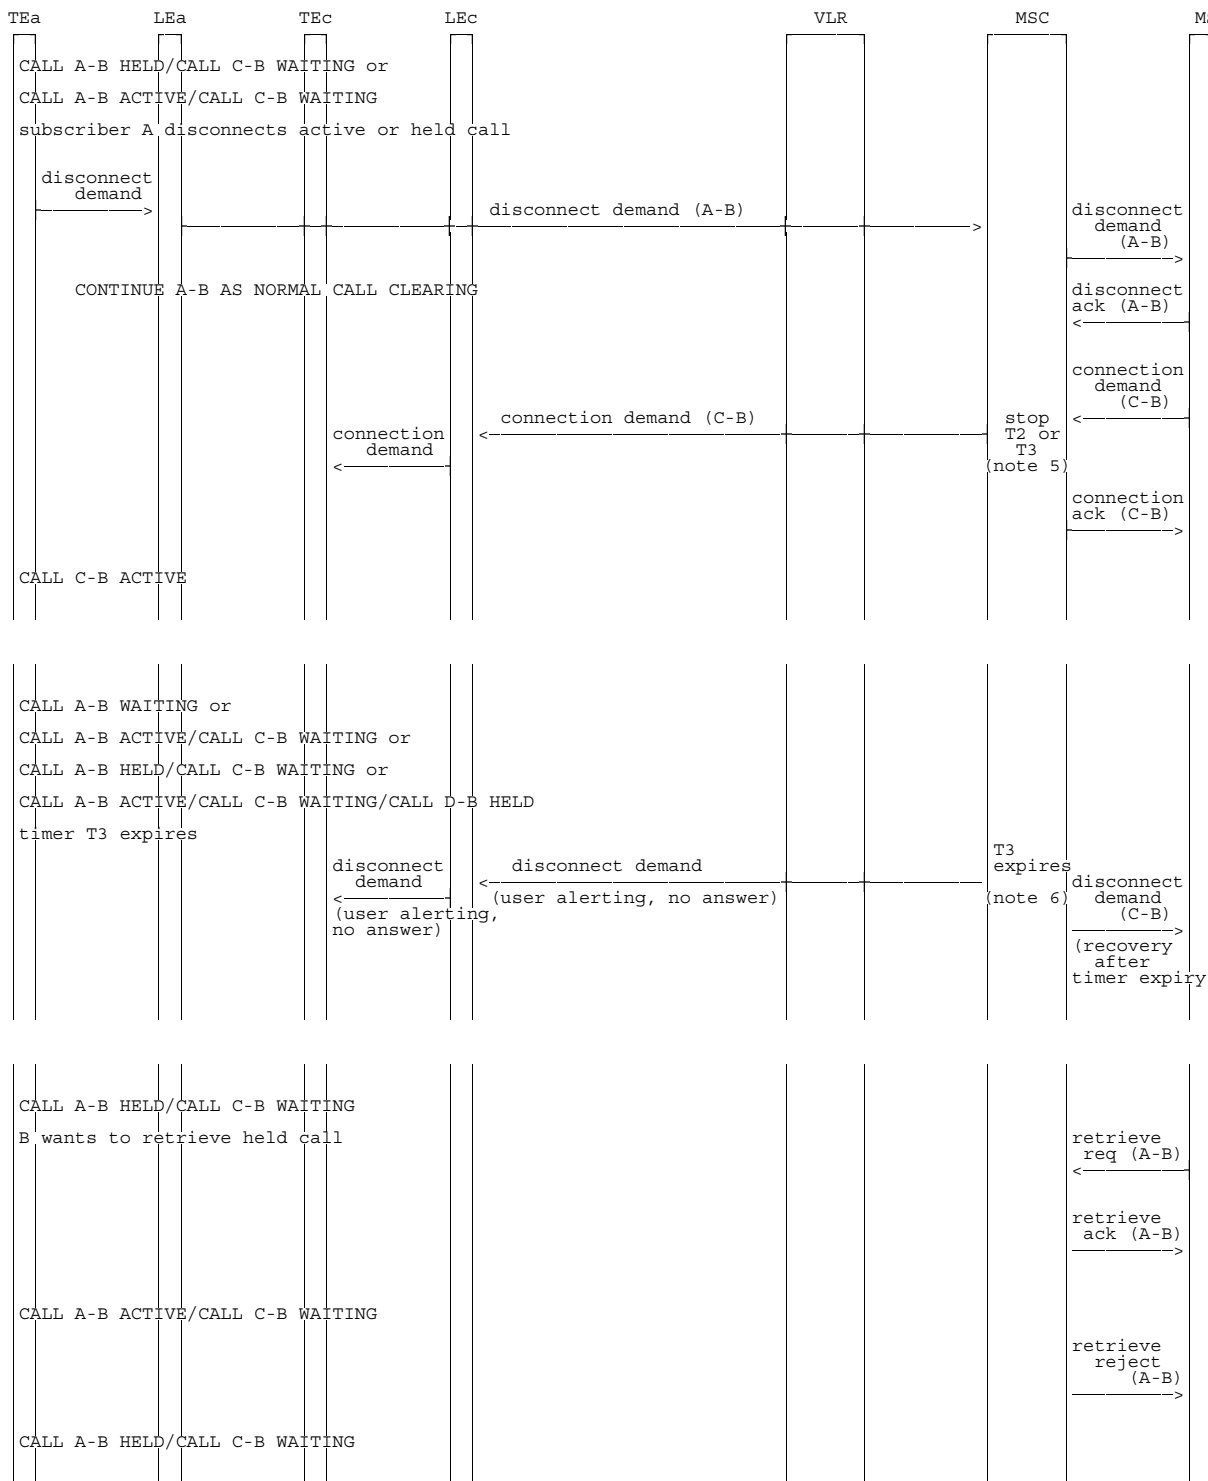 TEa LEa TEc LEc VLR MSC
CALL A-B HELD/CALL C-B WAITING or
CALL A-B ACTIVE/CALL C-B WAITING
subscriber A disconnects active or held call
disconnect
demand
disconnect demand (A-B)
disconnect
demand
(A-B)
CONTINUE A-B AS NORMAL CALL CLEARING
disconnect
ack (A-B)
connection
demand
(C-B)
connection demand (C-B)
stop
T2 or
T3
(note 5)
connection
demand
connection
ack (C-B)
CALL C-B ACTIVE
CALL A-B WAITING or
CALL A-B ACTIVE/CALL C-B WAITING or
CALL A-B HELD/CALL C-B WAITING or
CALL A-B ACTIVE/CALL C-B WAITING/CALL D-B HELD
timer T3 expires
disconnect
demand
(user alerting,
no answer)
disconnect demand
(user alerting, no answer)
T3
expires
(note 6)
disconnect
demand
(C-B)
(recovery
after
timer expiry
CALL A-B HELD/CALL C-B WAITING
B wants to retrieve held call
retrieve
req (A-B)
retrieve
ack (A-B)
CALL A-B ACTIVE/CALL C-B WAITING
retrieve
reject
(A-B)
CALL A-B HELD/CALL C-B WAITING